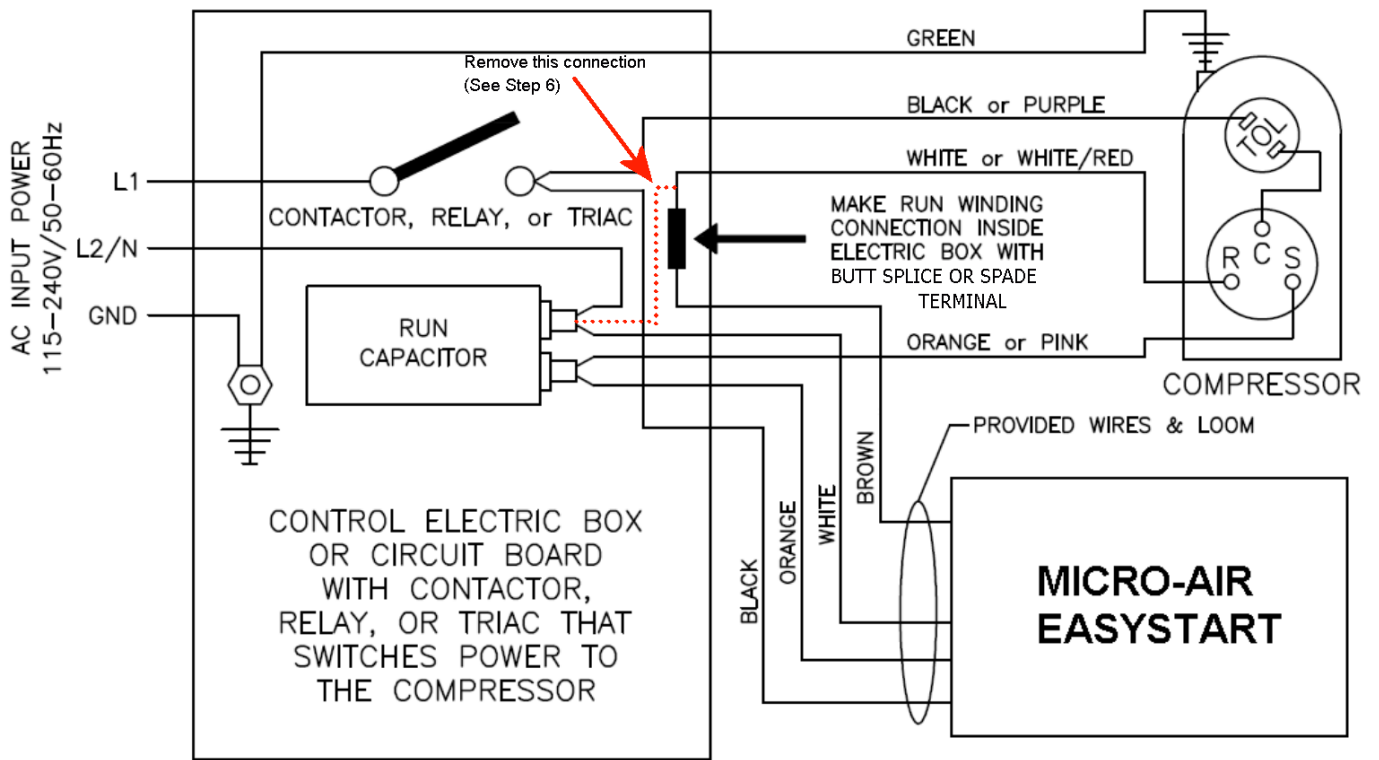 GREEN
Remove this connection
(See Step 6)
BLACK or PURPLE
TOL
WHITE or WHITE/RED
AC INPUT POWER
115-240V/50-60Hz
L1
CONTACTOR, RELAY, or TRIAC
MAKE RUN WINDING
CONNECTION INSIDE
ELECTRIC BOX WITH
BUTT SPLICE OR SPADE
TERMINAL
L2/N
R C S
GND
RUN
CAPACITOR
ORANGE or PINK
COMPRESSOR
PROVIDED WIRES & LOOM
BLACK
ORANGE
WHITE
BROWN
CONTROL ELECTRIC BOX
OR CIRCUIT BOARD
WITH CONTACTOR,
RELAY, OR TRIAC THAT
SWITCHES POWER TO
THE COMPRESSOR
MICRO-AIR
EASYSTART